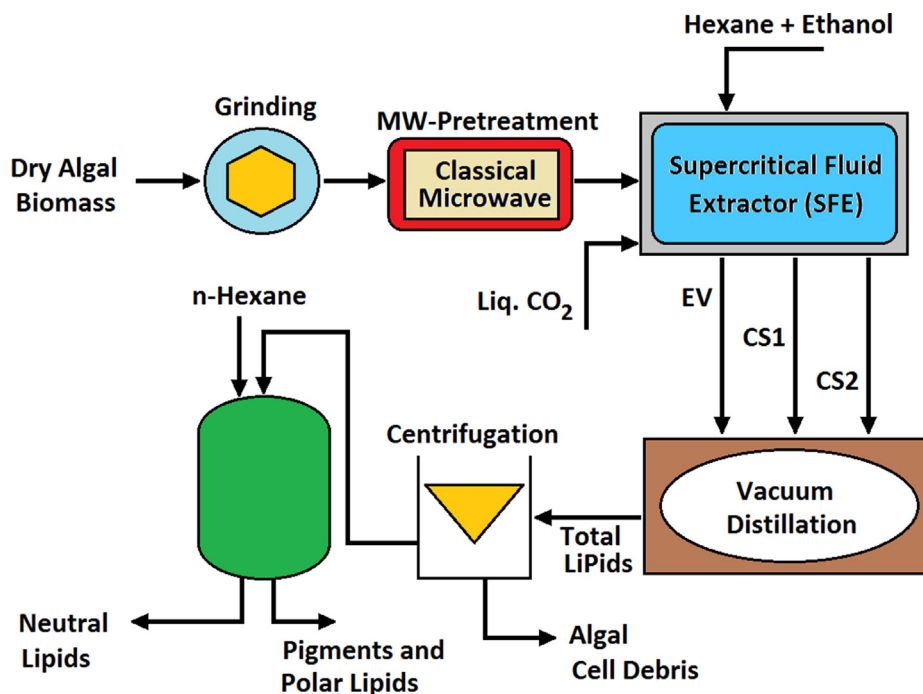 Hexane + Ethanol
Grinding
MW-Pretreatment
Dry Algal
Biomass
Classical
Microwave
Supercritical Fluid
Extractor (SFE)
n-Hexane
Liq. CO2
EV
CS1
CS2
Centrifugation
Vacuum
Distillation
Total
LiPids
Neutral
Lipids
Pigments and
Polar Lipids
Algal
Cell Debris